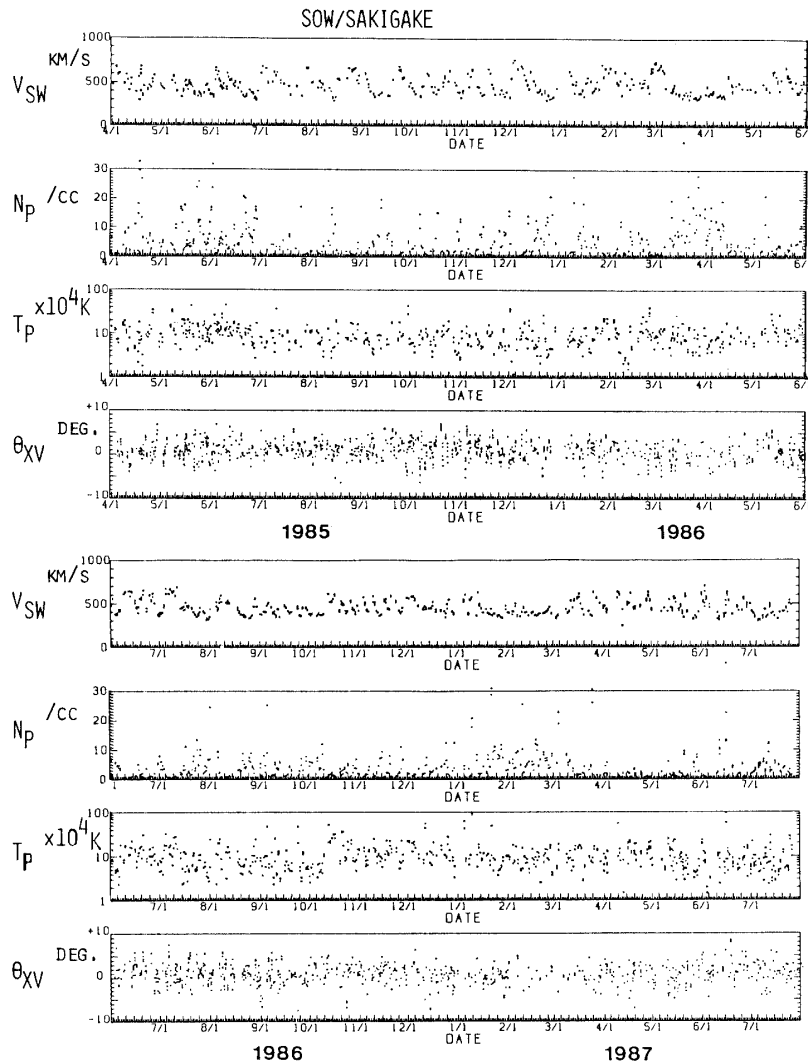 SOW/SAKIGAKE
KM/S
V_SW
1000
500
0
4/1 5/1 6/1 7/1 8/1 9/1 10/1 11/1 12/1 1/1 2/1 3/1 4/1 5/1 6/
DATE
N_P /CC
30
20
10
0
4/1 5/1 6/1 7/1 8/1 9/1 10/1 11/1 12/1 1/1 2/1 3/1 4/1 5/1 6/
DATE
T_P ×10⁴K
100
10
1
4/1 5/1 6/1 7/1 8/1 9/1 10/1 11/1 12/1 1/1 2/1 3/1 4/1 5/1 6/
DATE
θ_XV DEG.
+10
0
-10
4/1 5/1 6/1 7/1 8/1 9/1 10/1 11/1 12/1 1/1 2/1 3/1 4/1 5/1 6/
DATE
1985 1986
KM/S
V_SW
1000
500
0
7/1 8/1 9/1 10/1 11/1 12/1 1/1 2/1 3/1 4/1 5/1 6/1 7/1
DATE
N_P /CC
30
20
10
0
1 7/1 8/1 9/1 10/1 11/1 12/1 1/1 2/1 3/1 4/1 5/1 6/1 7/1
DATE
T_P ×10⁴K
100
10
1
7/1 8/1 9/1 10/1 11/1 12/1 1/1 2/1 3/1 4/1 5/1 6/1 7/1
DATE
θ_XV DEG.
+10
0
-10
7/1 8/1 9/1 10/1 11/1 12/1 1/1 2/1 3/1 4/1 5/1 6/1 7/1
DATE
1986 1987